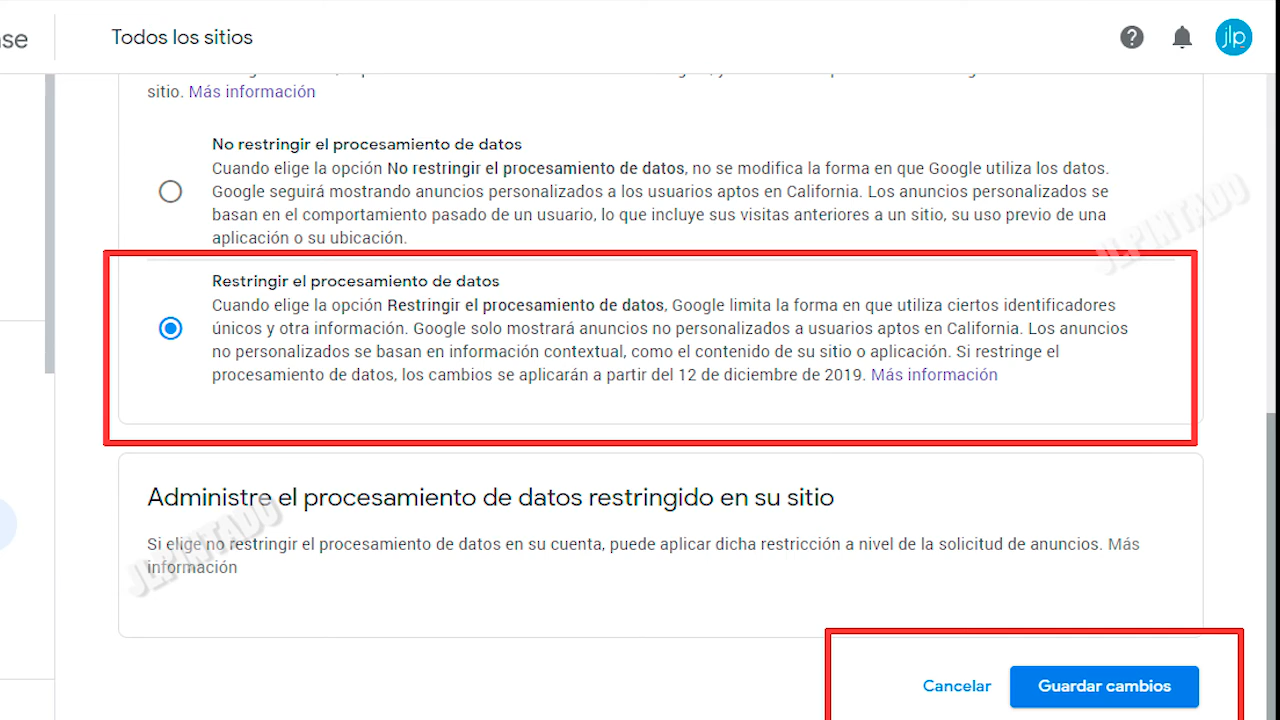 se
Todos los sitios
jlp
sitio. Más información
No restringir el procesamiento de datos
Cuando elige la opción No restringir el procesamiento de datos, no se modifica la forma en que Google utiliza los datos.
Google seguirá mostrando anuncios personalizados a los usuarios aptos en California. Los anuncios personalizados se
basan en el comportamiento pasado de un usuario, lo que incluye sus visitas anteriores a un sitio, su uso previo de una
aplicación o su ubicación.
JLPINTADO
Restringir el procesamiento de datos
Cuando elige la opción Restringir el procesamiento de datos, Google limita la forma en que utiliza ciertos identificadores
únicos y otra información. Google solo mostrará anuncios no personalizados a usuarios aptos en California. Los anuncios
no personalizados se basan en información contextual, como el contenido de su sitio o aplicación. Si restringe el
procesamiento de datos, los cambios se aplicarán a partir del 12 de diciembre de 2019. Más información
Administre el procesamiento de datos restringido en su sitio
Si elige no restringir el procesamiento de datos en su cuenta, puede aplicar dicha restricción a nivel de la solicitud de anuncios. Más
información
JLPINTADO
Cancelar
Guardar cambios